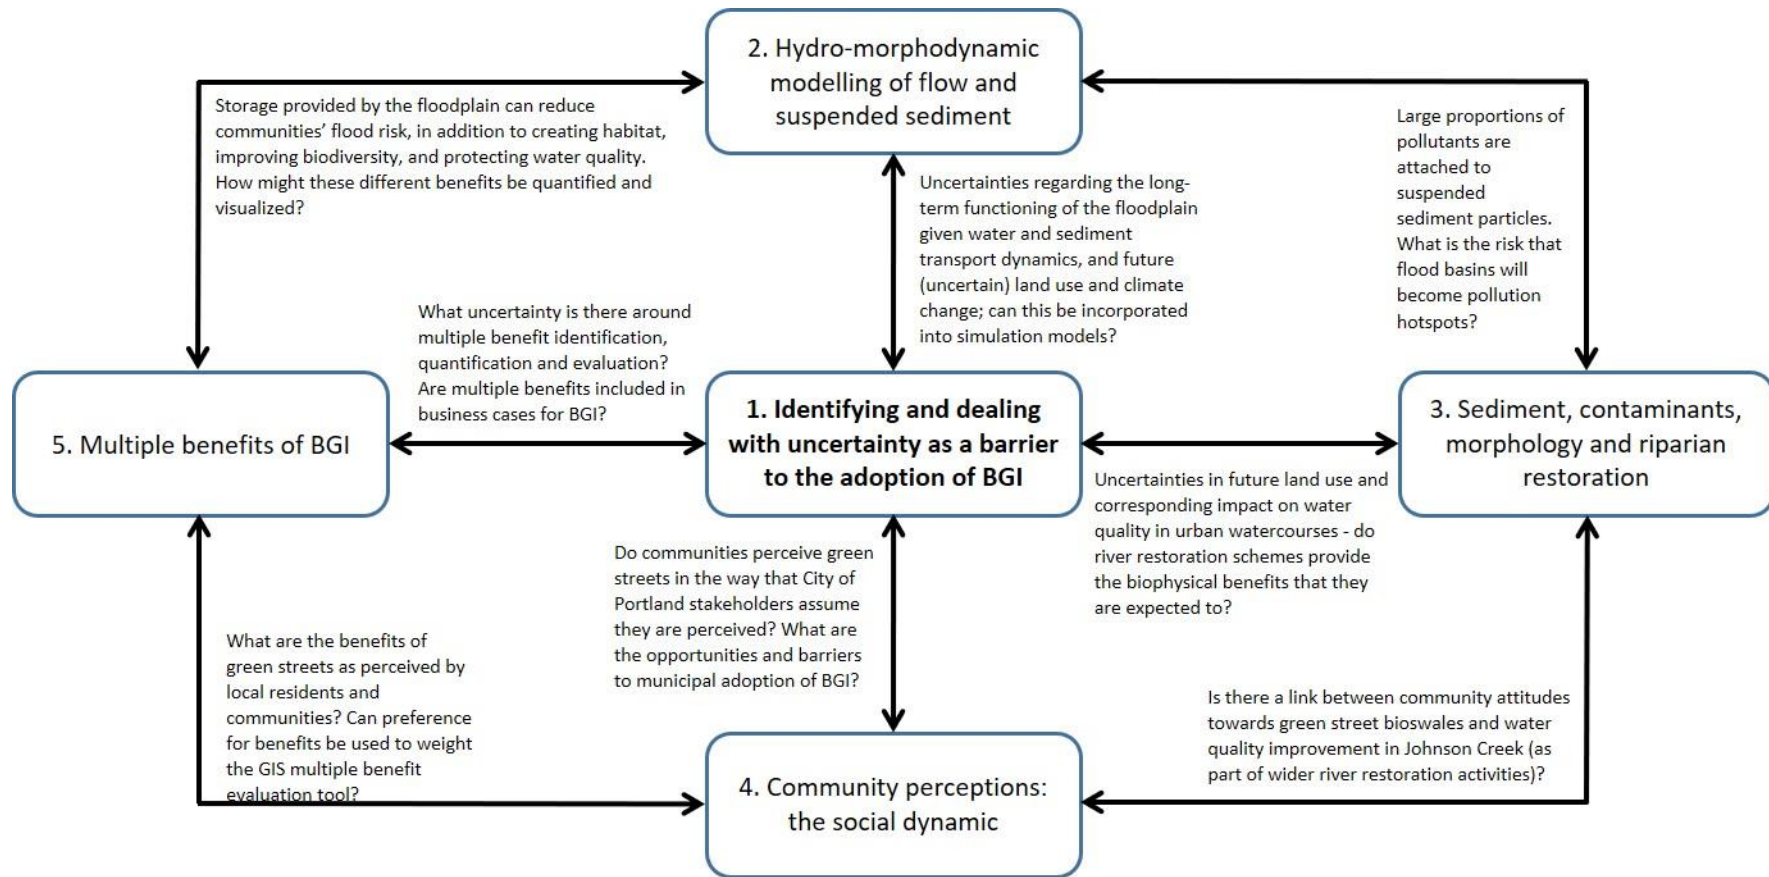 2. Hydro-morphodynamic
modelling of flow and
suspended sediment
Storage provided by the floodplain can reduce
communities’ flood risk, in addition to creating habitat,
improving biodiversity, and protecting water quality.
How might these different benefits be quantified and
visualized?
Uncertainties regarding the long-
term functioning of the floodplain
given water and sediment
transport dynamics, and future
(uncertain) land use and climate
change; can this be incorporated
into simulation models?
Large proportions of
pollutants are
attached to
suspended
sediment particles.
What is the risk that
flood basins will
become pollution
hotspots?
What uncertainty is there around
multiple benefit identification,
quantification and evaluation?
Are multiple benefits included in
business cases for BGI?
5. Multiple benefits of BGI
1. Identifying and dealing
with uncertainty as a barrier
to the adoption of BGI
3. Sediment, contaminants,
morphology and riparian
restoration
Uncertainties in future land use and
corresponding impact on water
quality in urban watercourses - do
river restoration schemes provide
the biophysical benefits that they
are expected to?
Do communities perceive green
streets in the way that City of
Portland stakeholders assume
they are perceived? What are
the opportunities and barriers
to municipal adoption of BGI?
What are the benefits of
green streets as perceived by
local residents and
communities? Can preference
for benefits be used to weight
the GIS multiple benefit
evaluation tool?
Is there a link between community attitudes
towards green street bioswales and water
quality improvement in Johnson Creek (as
part of wider river restoration activities)?
4. Community perceptions:
the social dynamic